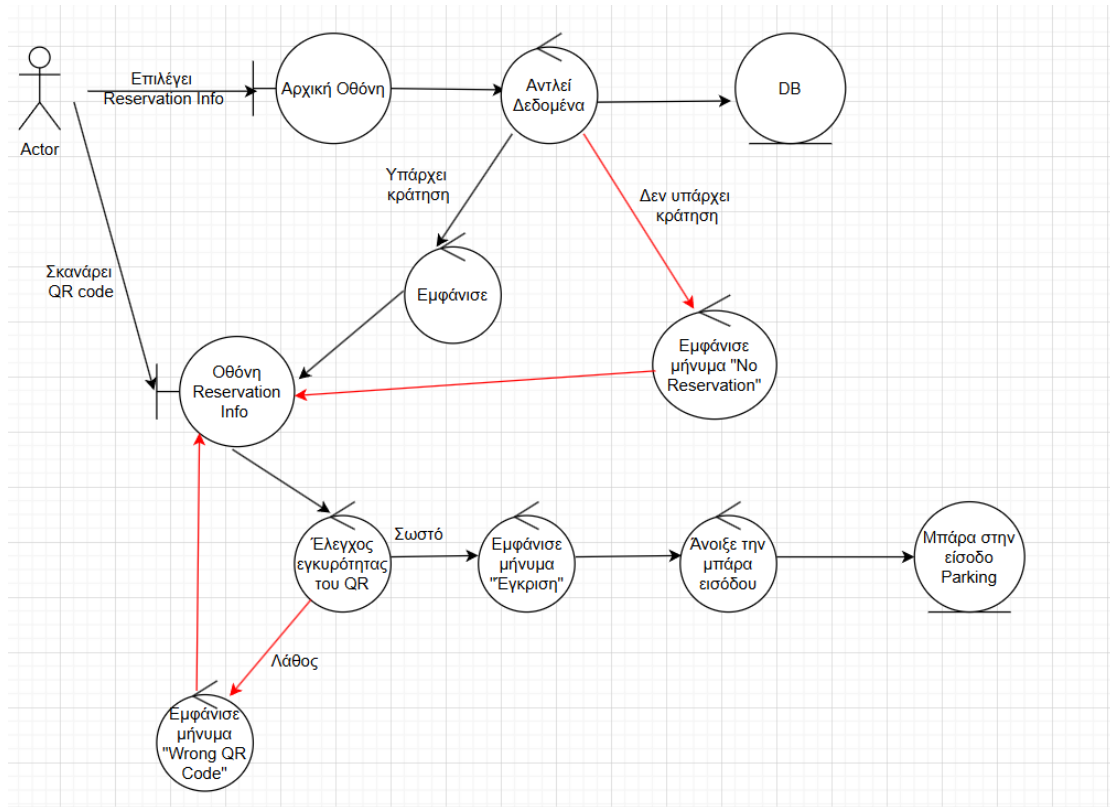 Επιλέγει
Reservation Info
Αρχική Οθόνη
Αντλεί
Δεδομένα
DB
Actor
Υπάρχει
κράτηση
Δεν υπάρχει
κράτηση
Σκανάρει
QR code
Εμφάνισε
Εμφάνισε
μήνυμα "No
Reservation"
Οθόνη
Reservation
Info
Έλεγχος
εγκυρότητας
του QR
Σωστό
Εμφάνισε
μήνυμα
"Έγκριση"
Άνοιξε την
μπάρα
εισόδου
Μπάρα στην
είσοδο
Parking
Λάθος
Εμφάνισε
μήνυμα
"Wrong QR
Code"